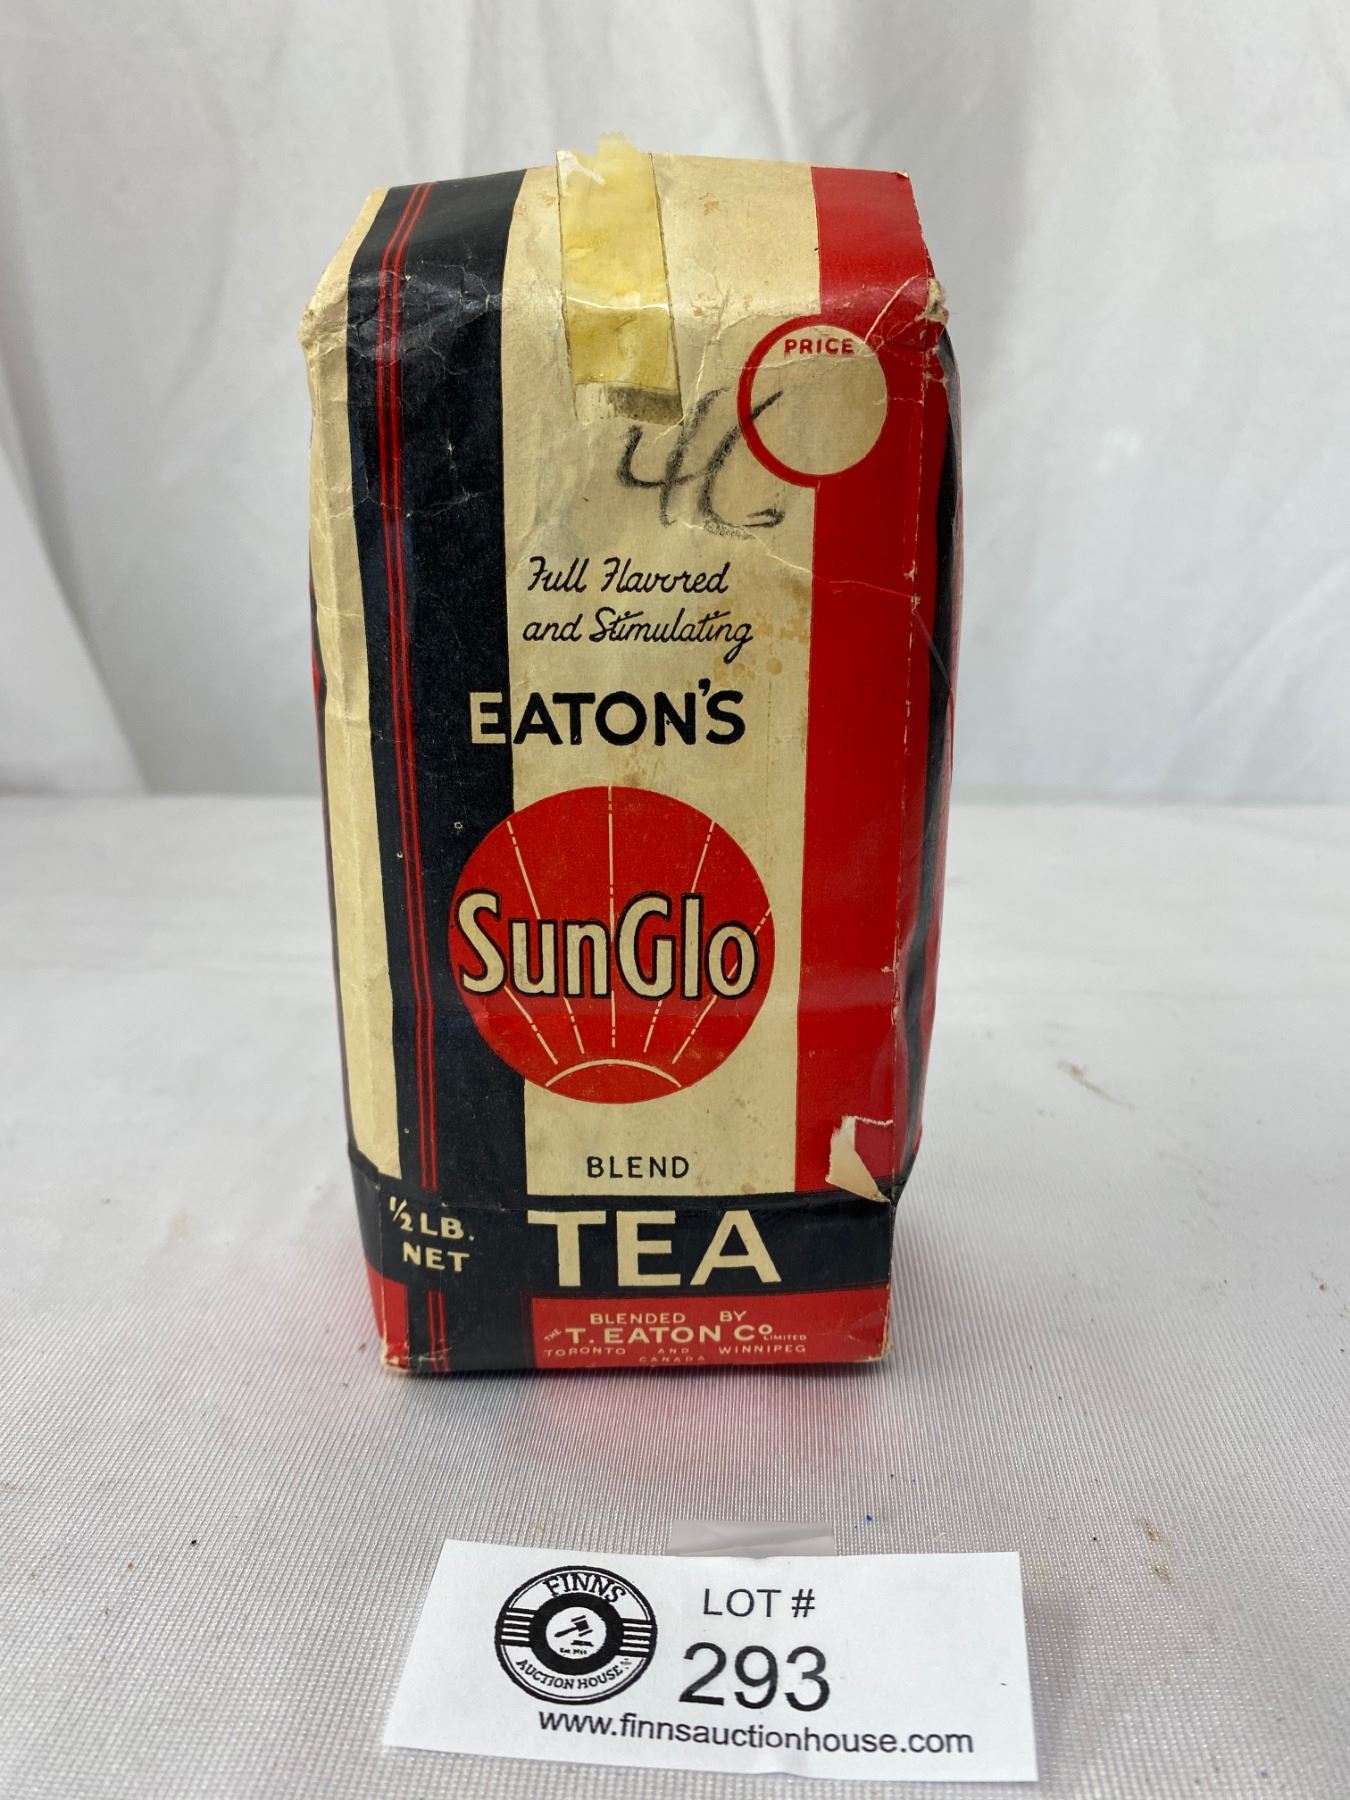 PRICE
46
Full Flavored
and Stimulating
EATON'S
SunGlo
BLEND
½ LB.
NET
TEA
BLENDED BY
THE T. EATON Co LIMITED
TORONTO AND WINNIPEG
CANADA
FINNS
AUCTION HOUSE
LOT #
293
www.finnsauctionhouse.com